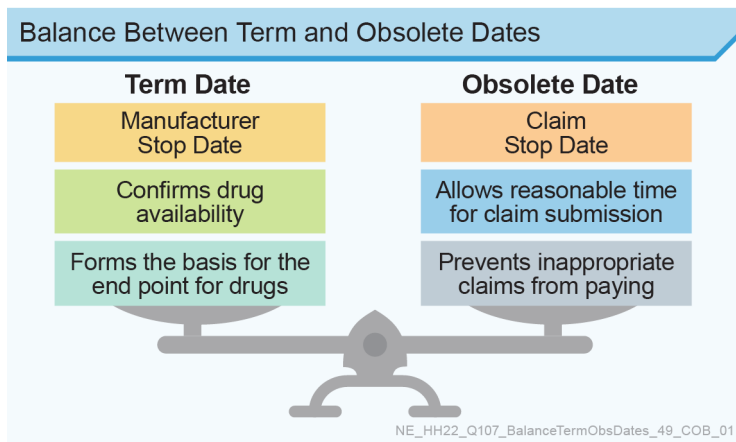 Balance Between Term and Obsolete Dates
Term Date
Manufacturer
Stop Date
Confirms drug
availability
Forms the basis for the
end point for drugs
Obsolete Date
Claim
Stop Date
Allows reasonable time
for claim submission
Prevents inappropriate
claims from paying
NE_HH22_Q107_BalanceTermObsDates_49_COB_01